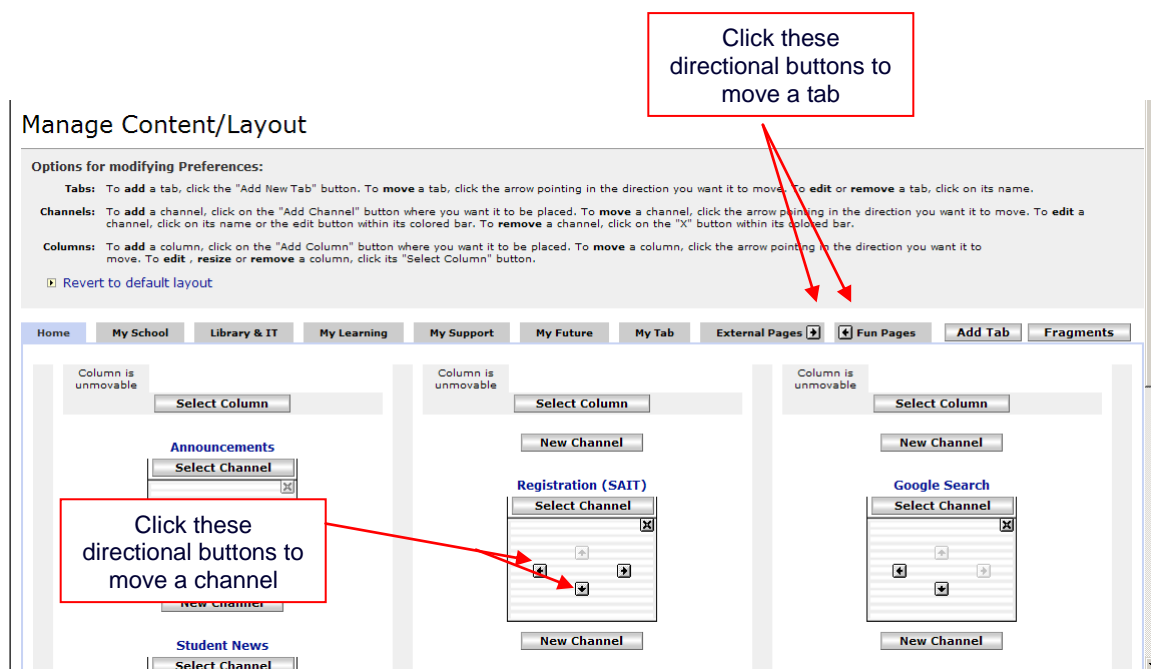 Click these
directional buttons to
move a tab
Manage Content/Layout
Options for modifying Preferences:
Tabs: To add a tab, click the "Add New Tab" button. To move a tab, click the arrow pointing in the direction you want it to move. To edit or remove a tab, click on its name.
Channels: To add a channel, click on the "Add Channel" button where you want it to be placed. To move a channel, click the arrow pointing in the direction you want it to move. To edit a
channel, click on its name or the edit button within its colored bar. To remove a channel, click on the "X" button within its colored bar.
Columns: To add a column, click on the "Add Column" button where you want it to be placed. To move a column, click the arrow pointing in the direction you want it to
move. To edit , resize or remove a column, click its "Select Column" button.
Revert to default layout
Home My School Library & IT My Learning My Support My Future My Tab External Pages Fun Pages Add Tab Fragments
Column is
unmovable
Select Column
Announcements
Select Channel
Click these
directional buttons to
move a channel
New Channel
Student News
Select Channel
Column is
unmovable
Select Column
New Channel
Registration (SAIT)
Select Channel
New Channel
Column is
unmovable
Select Column
New Channel
Google Search
Select Channel
New Channel